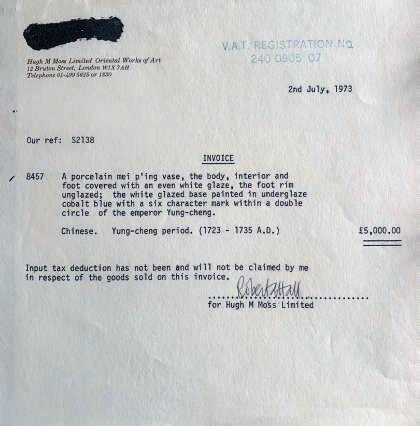 Hugh M Moss Limited Oriental Works of Art
12 Bruton Street, London W1X 7AH
Telephone 01-499 5625 or 1830
V.A.T. REGISTRATION No
240 0905 07
2nd July, 1973
Our ref: S2138
INVOICE
8457 A porcelain mei p'ing vase, the body, interior and
foot covered with an even white glaze, the foot rim
unglazed; the white glazed base painted in underglaze
cobalt blue with a six character mark within a double
circle of the emperor Yung-cheng.
Chinese. Yung-cheng period. (1723 - 1735 A.D.) £5,000.00
Input tax deduction has not been and will not be claimed by me
in respect of the goods sold on this invoice.
Robert Hall
for Hugh M Moss Limited